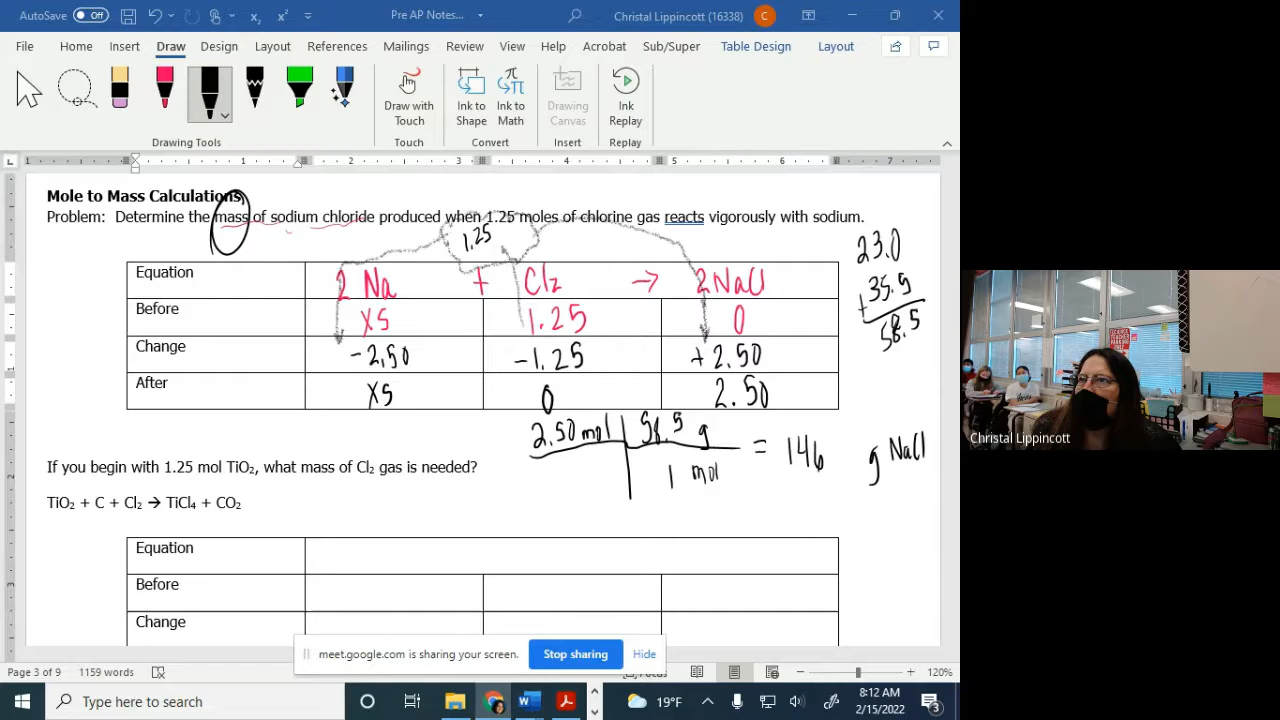 AutoSave Off
Pre AP Notes...
Christal Lippincott (16338)
C
File Home Insert Draw Design Layout References Mailings Review View Help Acrobat Sub/Super Table Design Layout
Draw with Touch
Ink to Shape
Ink to Math
Drawing Canvas
Ink Replay
Drawing Tools
Touch
Convert
Insert
Replay
Mole to Mass Calculations
Problem: Determine the mass of sodium chloride produced when 1.25 moles of chlorine gas reacts vigorously with sodium.
1.25
23.0
+35.5
58.5
Equation 2 Na + Cl₂ → 2NaCl
Before XS 1.25 0
Change -2.50 -1.25 +2.50
After XS 0 2.50
2.50 mol 58.5 g
1 mol
= 146 g NaCl
If you begin with 1.25 mol TiO₂, what mass of Cl₂ gas is needed?
TiO₂ + C + Cl₂ → TiCl₄ + CO₂
Equation
Before
Change
Christal Lippincott
meet.google.com is sharing your screen. Stop sharing Hide
Page 3 of 9 1159 words
120%
Type here to search
19°F
8:12 AM
2/15/2022
3